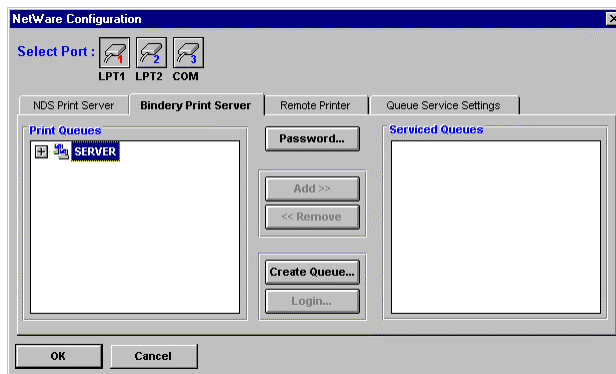 NetWare Configuration
Select Port :
1 2 3
LPT1 LPT2 COM
NDS Print Server Bindery Print Server Remote Printer Queue Service Settings
Print Queues Serviced Queues
SERVER
Password...
Add >>
<< Remove
Create Queue...
Login...
OK Cancel